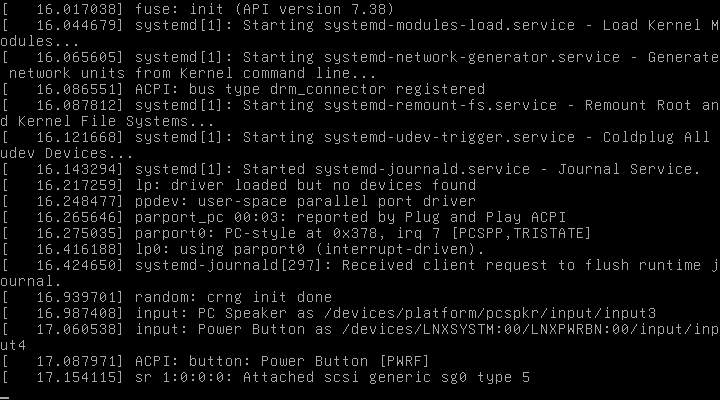 [   16.017038] fuse: init (API version 7.38)
[   16.044679] systemd[1]: Starting systemd-modules-load.service - Load Kernel M
odules...
[   16.065605] systemd[1]: Starting systemd-network-generator.service - Generate
 network units from Kernel command line...
[   16.086551] ACPI: bus type drm_connector registered
[   16.087812] systemd[1]: Starting systemd-remount-fs.service - Remount Root an
d Kernel File Systems...
[   16.121668] systemd[1]: Starting systemd-udev-trigger.service - Coldplug All
udev Devices...
[   16.143294] systemd[1]: Started systemd-journald.service - Journal Service.
[   16.217259] lp: driver loaded but no devices found
[   16.248477] ppdev: user-space parallel port driver
[   16.265646] parport_pc 00:03: reported by Plug and Play ACPI
[   16.275035] parport0: PC-style at 0x378, irq 7 [PCSPP,TRISTATE]
[   16.416188] lp0: using parport0 (interrupt-driven).
[   16.424650] systemd-journald[297]: Received client request to flush runtime j
ournal.
[   16.939701] random: crng init done
[   16.987408] input: PC Speaker as /devices/platform/pcspkr/input/input3
[   17.060538] input: Power Button as /devices/LNXSYSTM:00/LNXPWRBN:00/input/inp
ut4
[   17.087971] ACPI: button: Power Button [PWRF]
[   17.154115] sr 1:0:0:0: Attached scsi generic sg0 type 5